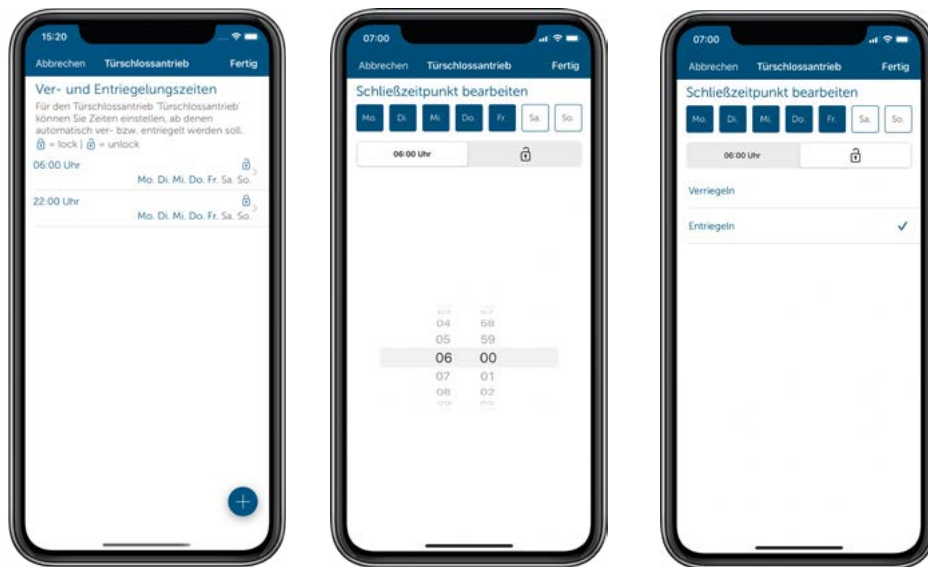 15:20
Abbrechen Türschlossantrieb Fertig
Ver- und Entriegelungszeiten
Für den Türschlossantrieb 'Türschlossantrieb'
können Sie Zeiten einstellen, ab denen
automatisch ver- bzw. entriegelt werden soll.
= lock | = unlock
06:00 Uhr
Mo. Di. Mi. Do. Fr. Sa. So.
22:00 Uhr
Mo. Di. Mi. Do. Fr. Sa. So.
+
07:00
Abbrechen Türschlossantrieb Fertig
Schließzeitpunkt bearbeiten
Mo. Di. Mi. Do. Fr. Sa. So.
06:00 Uhr
04 58
05 59
06 00
07 01
08 02
07:00
Abbrechen Türschlossantrieb Fertig
Schließzeitpunkt bearbeiten
Mo. Di. Mi. Do. Fr. Sa. So.
06:00 Uhr
Verriegeln
Entriegeln